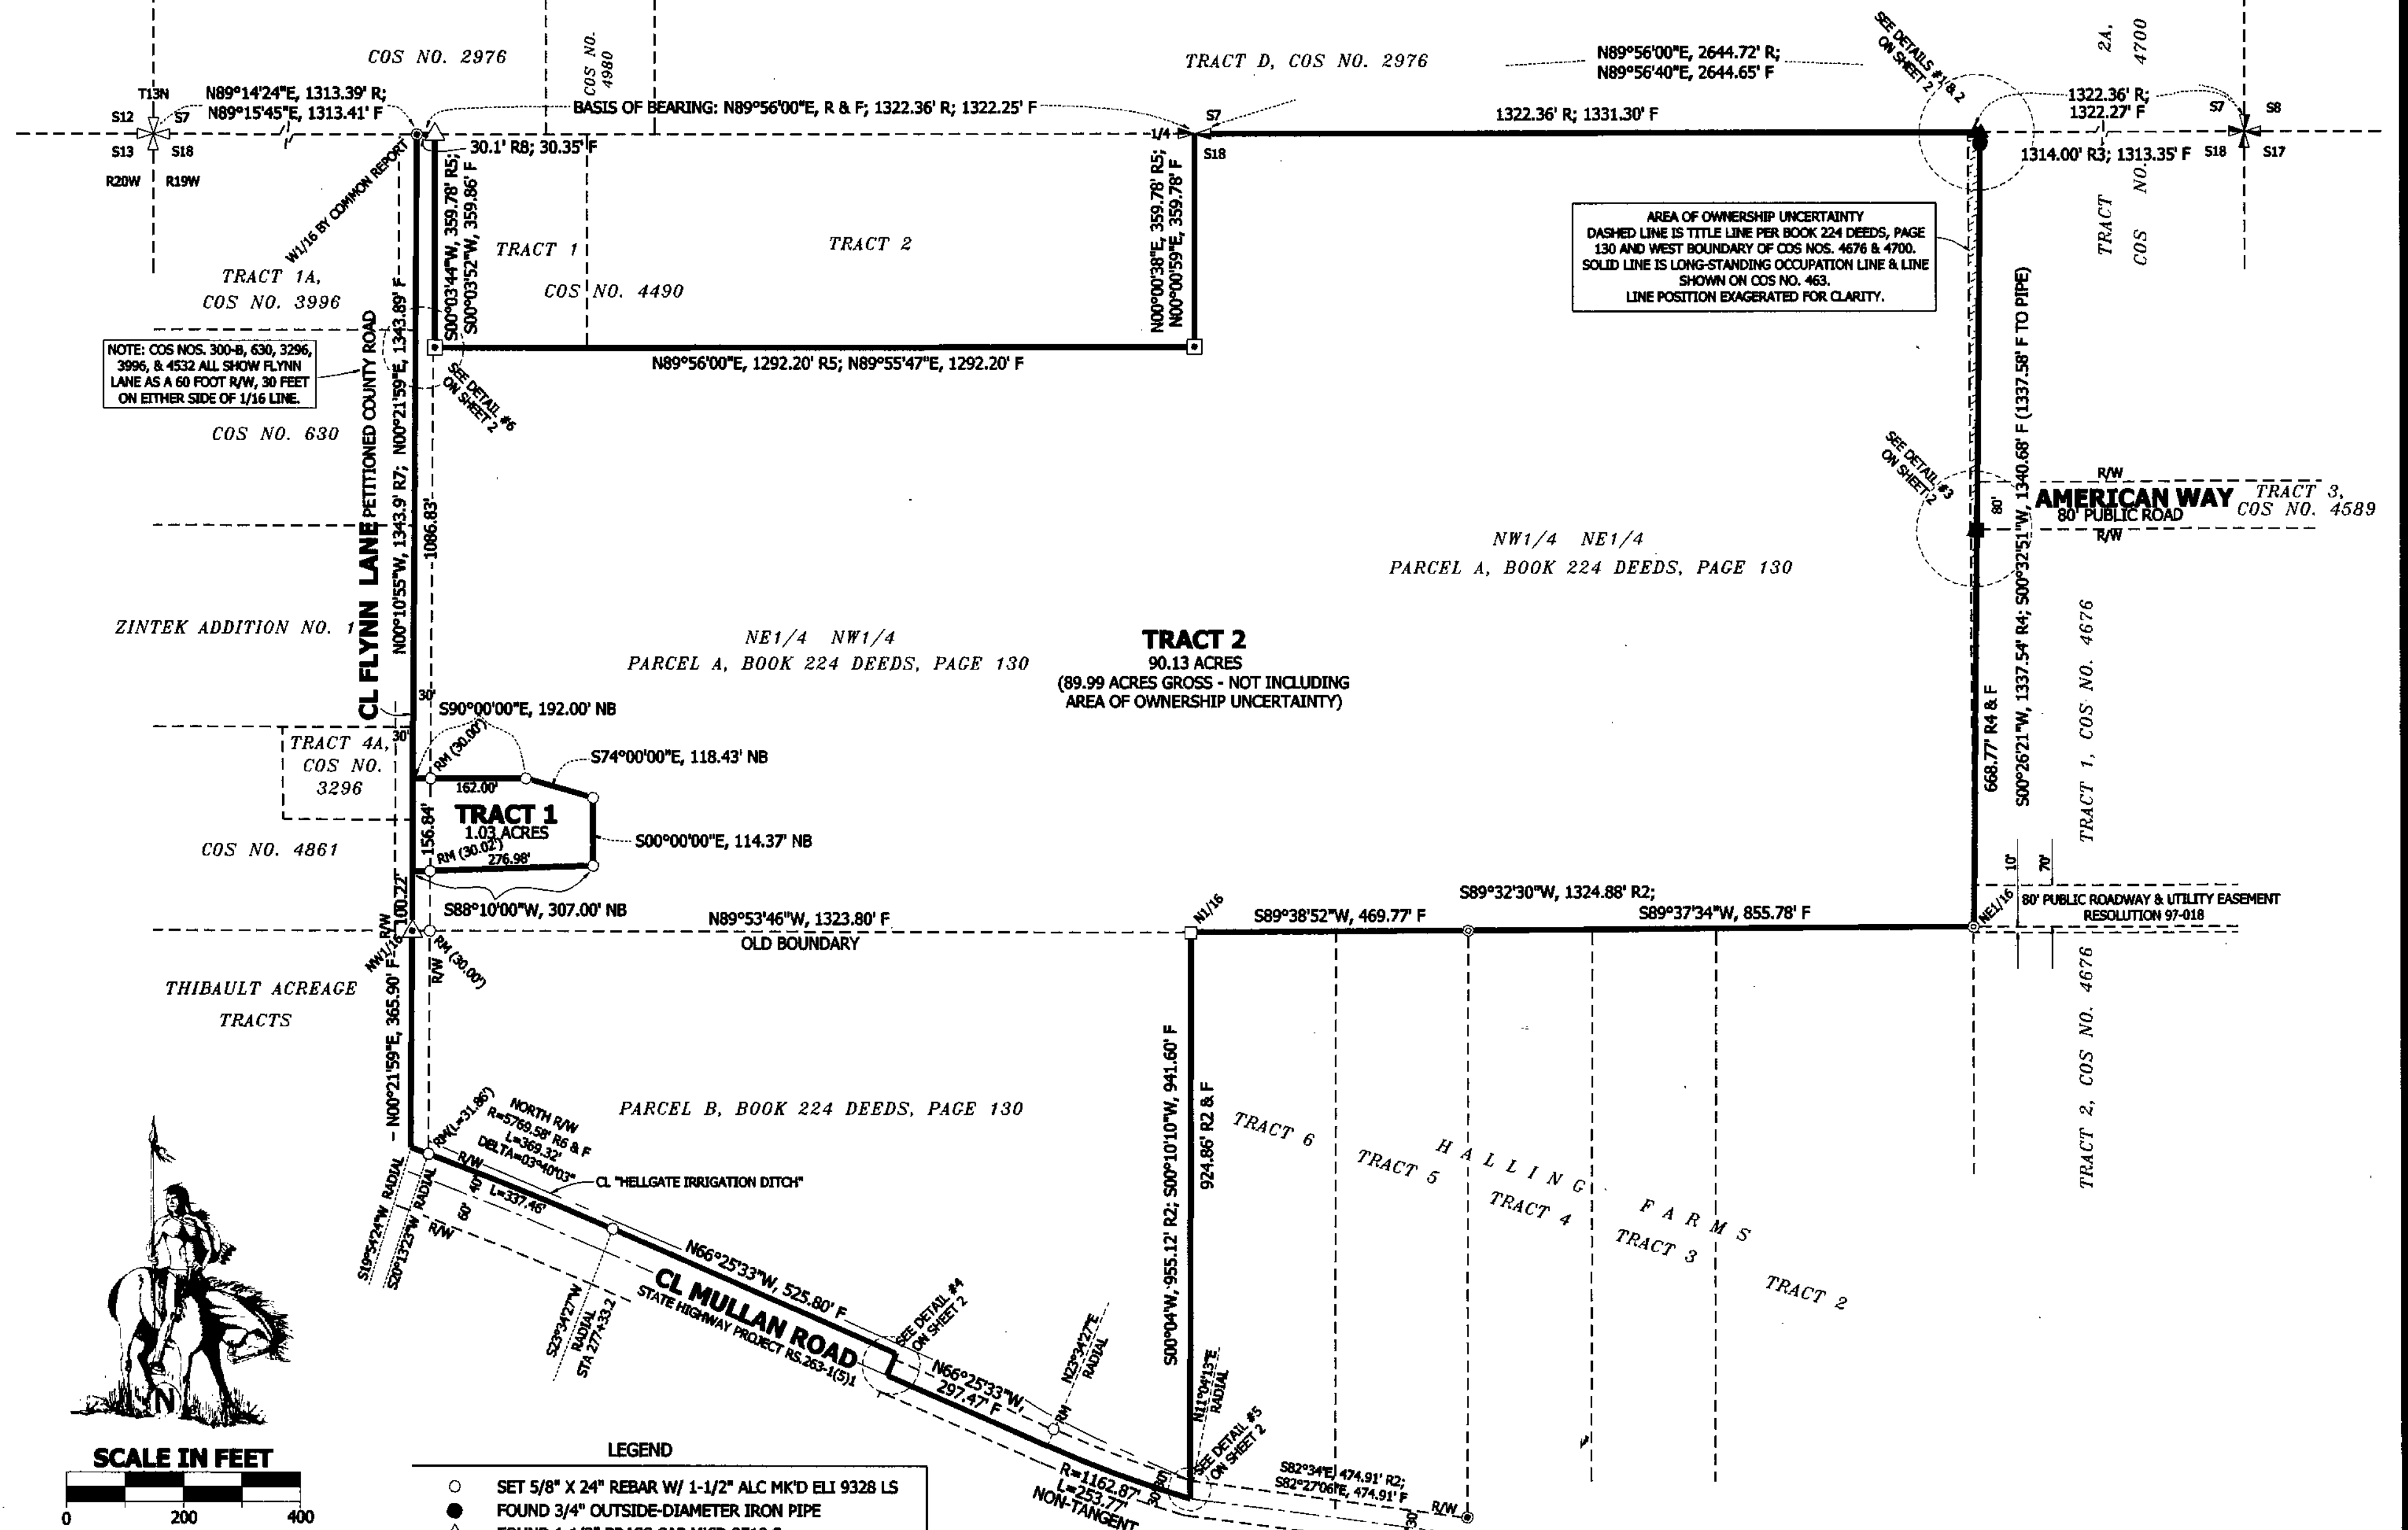 COS NO. 2976
COS NO.
4980
TRACT D, COS NO. 2976
N89°56'00"E, 2644.72' R;
N89°56'40"E, 2644.65' F
SEE DETAILS #1 & 2
ON SHEET 2
2A,
4700
TRACT
COS NO.
T13N
S12
S7
S13
S18
R20W
R19W
N89°14'24"E, 1313.39' R;
N89°15'45"E, 1313.41' F
BASIS OF BEARING: N89°56'00"E, R & F; 1322.36' R; 1322.25' F
30.1' R8; 30.35' F
1/4
S7
S18
1322.36' R; 1331.30' F
1322.36' R;
1322.27' F
S7
S8
1314.00' R3; 1313.35' F
S18
S17
W1/16 BY COMMON REPORT
TRACT 1A,
COS NO. 3996
S00°03'44"W, 359.78' R5;
S00°03'52"W, 359.86' F
TRACT 1
TRACT 2
COS NO. 4490
N00°00'38"E, 359.78' R5;
N00°00'59"E, 359.78' F
N89°56'00"E, 1292.20' R5; N89°55'47"E, 1292.20' F
AREA OF OWNERSHIP UNCERTAINTY
DASHED LINE IS TITLE LINE PER BOOK 224 DEEDS, PAGE
130 AND WEST BOUNDARY OF COS NOS. 4676 & 4700.
SOLID LINE IS LONG-STANDING OCCUPATION LINE & LINE
SHOWN ON COS NO. 463.
LINE POSITION EXAGERATED FOR CLARITY.
NOTE: COS NOS. 300-B, 630, 3296,
3996, & 4532 ALL SHOW FLYNN
LANE AS A 60 FOOT R/W, 30 FEET
ON EITHER SIDE OF 1/16 LINE.
COS NO. 630
SEE DETAIL #6
ON SHEET 2
CL FLYNN LANE PETITIONED COUNTY ROAD
N00°10'55"W, 1343.9' R7; N00°21'59"E, 1343.89' F
1086.83'
SEE DETAIL #3
ON SHEET 2
R/W
AMERICAN WAY
80' PUBLIC ROAD
R/W
80'
TRACT 3,
COS NO. 4589
S00°26'21"W, 1337.54' R4; S00°32'51"W, 1340.68' F (1337.58' F TO PIPE)
668.77' R4 & F
TRACT 1, COS NO. 4676
NW1/4 NE1/4
PARCEL A, BOOK 224 DEEDS, PAGE 130
ZINTEK ADDITION NO. 1
NE1/4 NW1/4
PARCEL A, BOOK 224 DEEDS, PAGE 130
TRACT 2
90.13 ACRES
(89.99 ACRES GROSS - NOT INCLUDING
AREA OF OWNERSHIP UNCERTAINTY)
30'
30'
S90°00'00"E, 192.00' NB
RM (30.00')
TRACT 4A,
COS NO.
3296
S74°00'00"E, 118.43' NB
162.00'
TRACT 1
1.03 ACRES
156.84'
RM (30.02')
276.98'
S00°00'00"E, 114.37' NB
COS NO. 4861
100.22'
S88°10'00"W, 307.00' NB
R/W
NW1/16
RM (30.00')
R/W
N89°53'46"W, 1323.80' F
OLD BOUNDARY
N1/16
S89°32'30"W, 1324.88' R2;
S89°38'52"W, 469.77' F
S89°37'34"W, 855.78' F
NE1/16
10'
70'
80' PUBLIC ROADWAY & UTILITY EASEMENT
RESOLUTION 97-018
TRACT 2, COS NO. 4676
THIBAULT ACREAGE
TRACTS
N00°21'59"E, 365.90' F
PARCEL B, BOOK 224 DEEDS, PAGE 130
S00°04'W, 955.12' R2; S00°10'10"W, 941.60' F
924.86' R2 & F
TRACT 6
TRACT 5
TRACT 4
TRACT 3
TRACT 2
HALLING FARMS
RM(L=31.86')
NORTH R/W
R=5769.58' R6 & F
L=369.32'
DELTA=03°40'03"
R/W
CL "HELLGATE IRRIGATION DITCH"
L=337.46'
40'
60'
R/W
S19°54'24"W RADIAL
S20°13'23"W RADIAL
N66°25'33"W, 525.80' F
CL MULLAN ROAD
STATE HIGHWAY PROJECT RS.263-1(5)1
S23°34'27"W
RADIAL
STA 277+33.2
SEE DETAIL #4
ON SHEET 2
N66°25'33"W,
297.47' F
N23°34'27"E
RADIAL
RM
N11°04'13"E
RADIAL
SEE DETAIL #5
ON SHEET 2
R=1162.87'
L=253.77'
NON-TANGENT
S82°34'E, 474.91' R2;
S82°27'06"E, 474.91' F
R/W
30'
N
SCALE IN FEET
0 200 400
LEGEND
SET 5/8" X 24" REBAR W/ 1-1/2" ALC MK'D ELI 9328 LS
FOUND 3/4" OUTSIDE-DIAMETER IRON PIPE